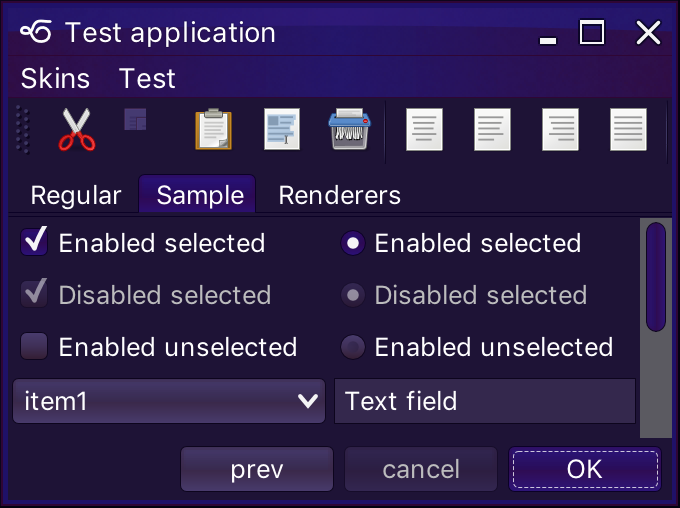 Test application
Skins Test
Regular Sample Renderers
Enabled selected Enabled selected
Disabled selected Disabled selected
Enabled unselected Enabled unselected
item1 Text field
prev cancel OK